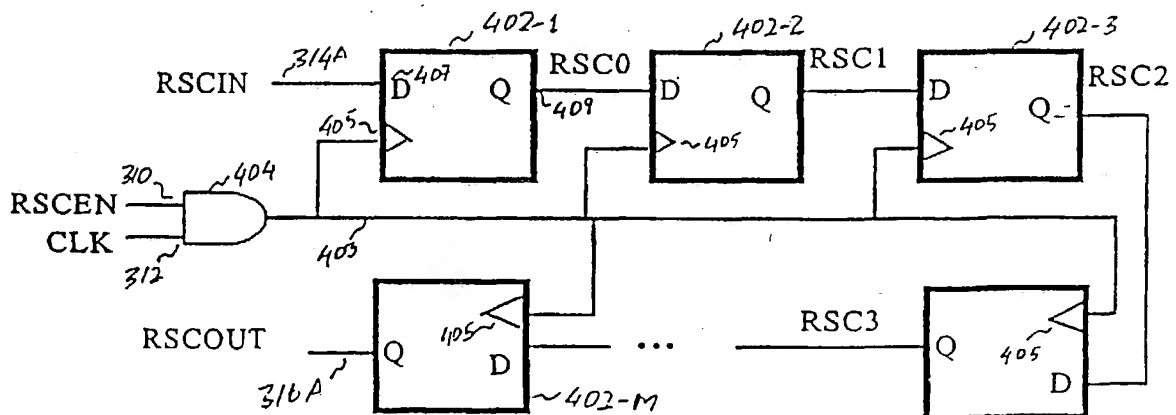 402-1
402-2
402-3
314A
407
RSC0
RSC1
RSC2
RSCIN
D
Q
409
D
Q
D
Q
405
405
405
310
404
RSCEN
CLK
312
403
RSCOUT
405
Q
D
...
RSC3
Q
405
D
316A
402-M